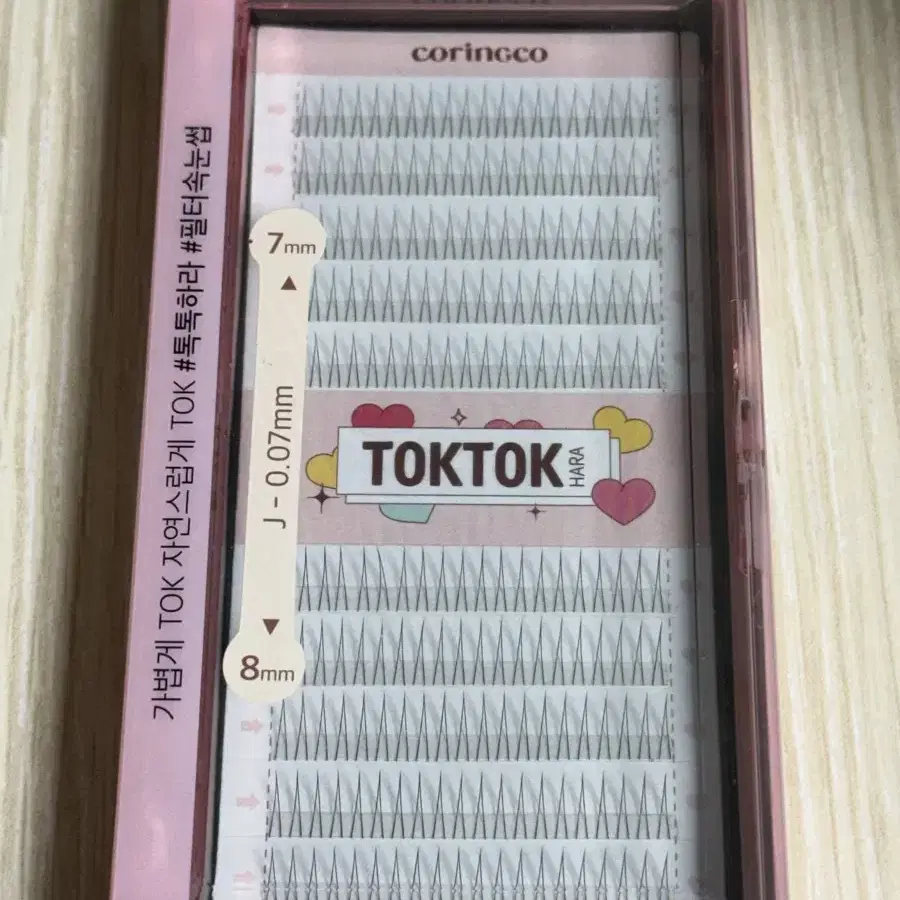 coringco
7mm
J - 0.07mm
8mm
TOKTOK
HARA
가볍게 TOK 자연스럽게 TOK #톡톡하라 #필터속눈썹